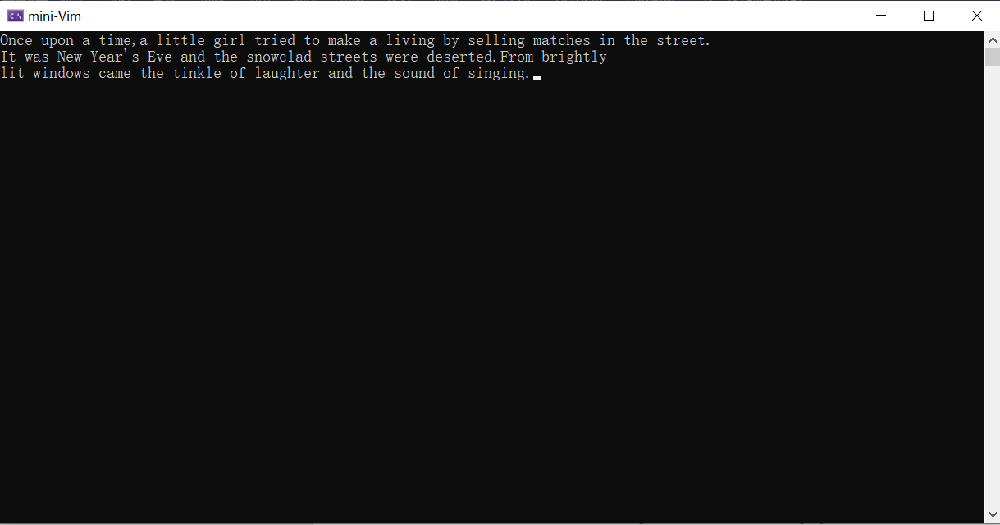 mini-Vim
Once upon a time,a little girl tried to make a living by selling matches in the street.
It was New Year's Eve and the snowclad streets were deserted.From brightly
lit windows came the tinkle of laughter and the sound of singing.